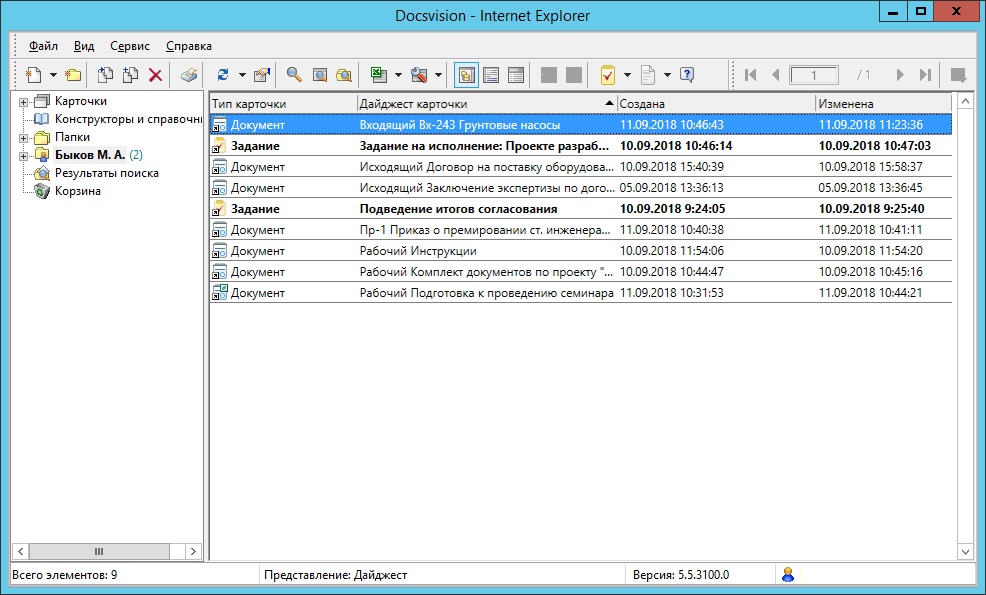 Docsvision - Internet Explorer
Файл Вид Сервис Справка
1 / 1
Карточки
Конструкторы и справочн
Папки
Быков М. А. (2)
Результаты поиска
Корзина
Тип карточки Дайджест карточки Создана Изменена
Документ Входящий Вх-243 Грунтовые насосы 11.09.2018 10:46:43 11.09.2018 11:23:36
Задание Задание на исполнение: Проекте разраб... 10.09.2018 10:46:14 10.09.2018 10:47:03
Документ Исходящий Договор на поставку оборудова... 10.09.2018 15:40:39 10.09.2018 15:58:37
Документ Исходящий Заключение экспертизы по дого... 05.09.2018 13:36:13 05.09.2018 13:36:45
Задание Подведение итогов согласования 10.09.2018 9:24:05 10.09.2018 9:25:40
Документ Пр-1 Приказ о премировании ст. инженера... 11.09.2018 10:40:38 11.09.2018 10:41:11
Документ Рабочий Инструкции 10.09.2018 11:54:06 10.09.2018 11:54:20
Документ Рабочий Комплект документов по проекту "... 10.09.2018 10:44:47 10.09.2018 10:45:16
Документ Рабочий Подготовка к проведению семинара 11.09.2018 10:31:53 11.09.2018 10:44:21
Всего элементов: 9 Представление: Дайджест Версия: 5.5.3100.0